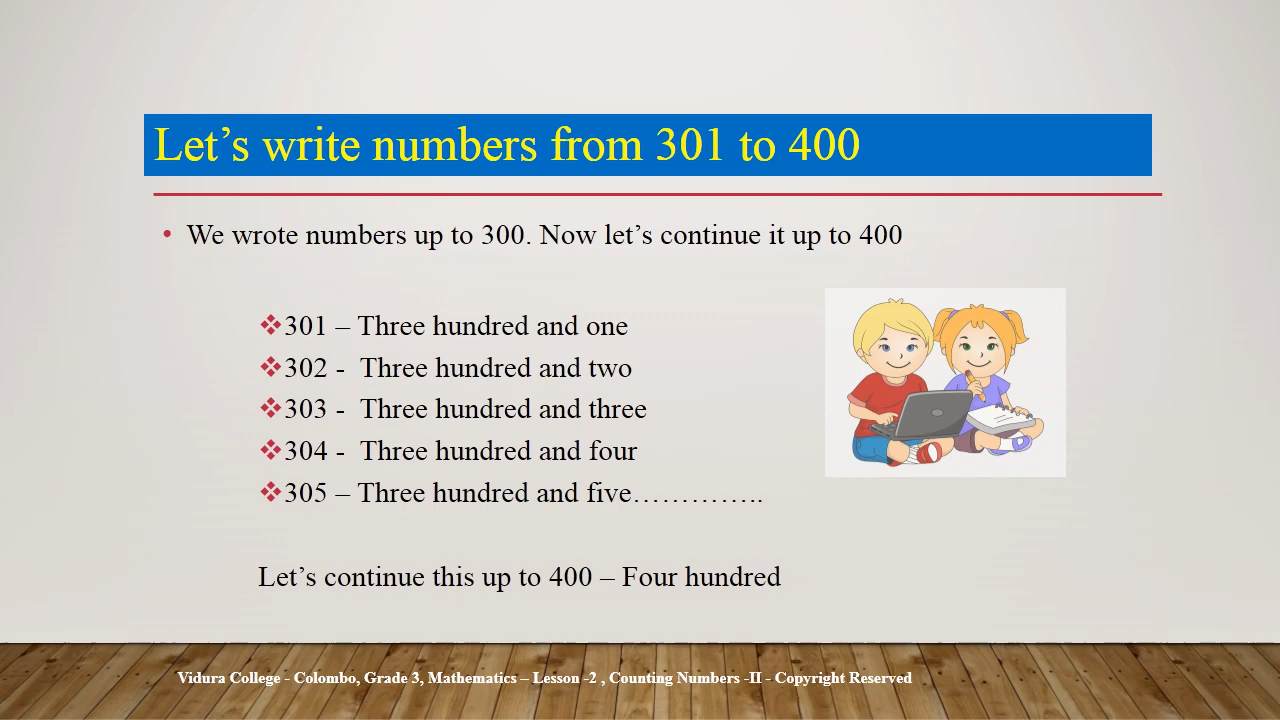 Let’s write numbers from 301 to 400
• We wrote numbers up to 300. Now let’s continue it up to 400
❖301 – Three hundred and one
❖302 -  Three hundred and two
❖303 -  Three hundred and three
❖304 -  Three hundred and four
❖305 – Three hundred and five…………..
Let’s continue this up to 400 – Four hundred
Vidura College - Colombo, Grade 3, Mathematics – Lesson -2 , Counting Numbers -II - Copyright Reserved